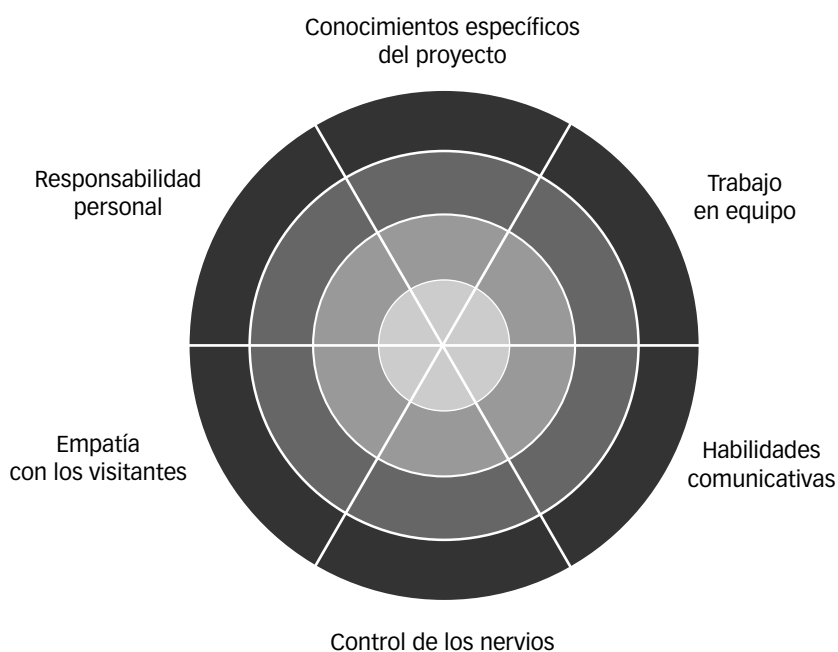 Conocimientos específicos
del proyecto
Responsabilidad
personal
Trabajo
en equipo
Empatía
con los visitantes
Habilidades
comunicativas
Control de los nervios